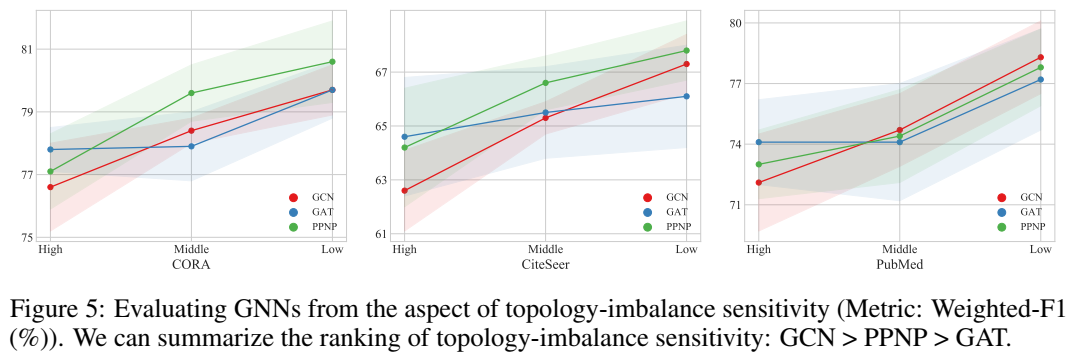 81
79
77
75
High
Middle
Low
CORA
GCN
GAT
PPNP
67
65
63
61
High
Middle
Low
CiteSeer
GCN
GAT
PPNP
80
77
74
71
High
Middle
Low
PubMed
GCN
GAT
PPNP
Figure 5: Evaluating GNNs from the aspect of topology-imbalance sensitivity (Metric: Weighted-F1
(%)). We can summarize the ranking of topology-imbalance sensitivity: GCN > PPNP > GAT.